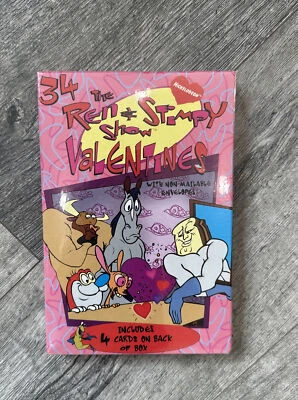 34
NICKELODEON
The
Ren + Stimpy
Show
Valentines
WITH NON-MAILABLE
ENVELOPES
INCLUDES
4 CARDS ON BACK
OF BOX